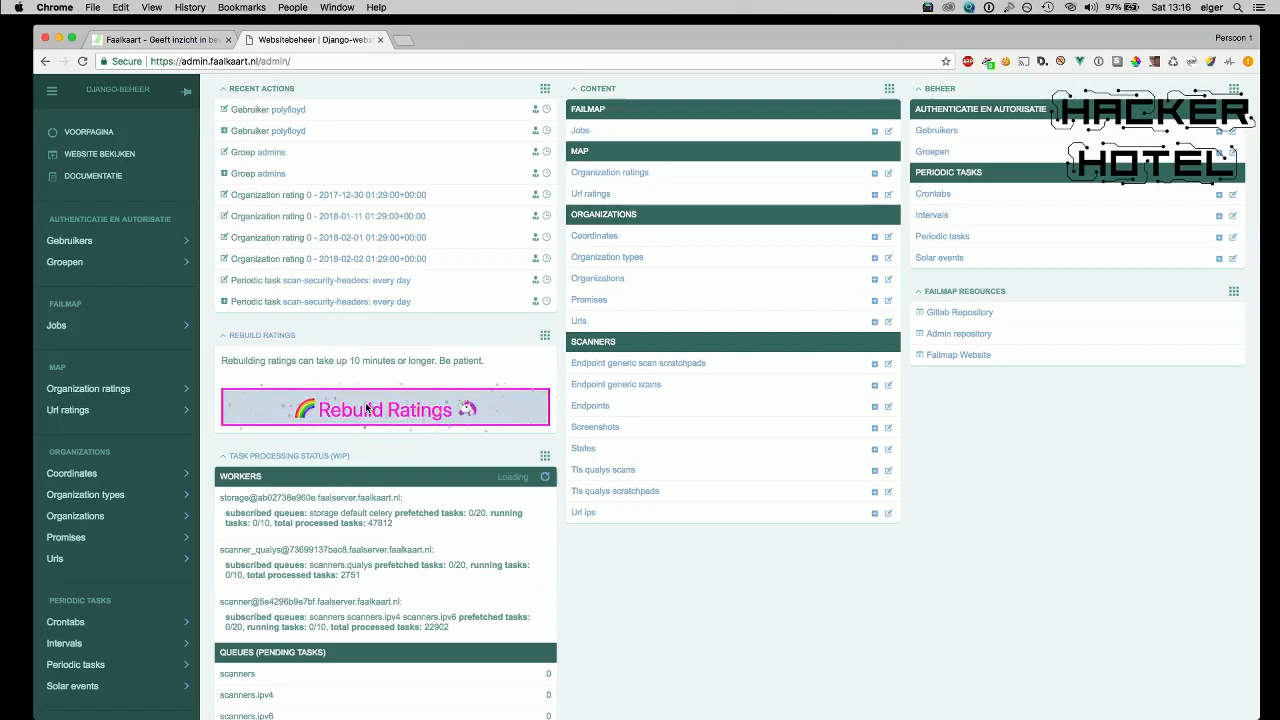 Chrome File Edit View History Bookmarks People Window Help
97% Sat 13:16 elger
Faalkaart - Geeft inzicht in bev
Websitebeheer | Django-websi
Persoon 1
Secure https://admin.faalkaart.nl/admin/
DJANGO-BEHEER
VOORPAGINA
WEBSITE BEKIJKEN
DOCUMENTATIE
AUTHENTICATIE EN AUTORISATIE
Gebruikers
Groepen
FAILMAP
Jobs
MAP
Organization ratings
Url ratings
ORGANIZATIONS
Coordinates
Organization types
Organizations
Promises
Urls
PERIODIC TASKS
Crontabs
Intervals
Periodic tasks
Solar events
RECENT ACTIONS
Gebruiker polyfloyd
Gebruiker polyfloyd
Groep admins
Groep admins
Organization rating 0 - 2017-12-30 01:29:00+00:00
Organization rating 0 - 2018-01-11 01:29:00+00:00
Organization rating 0 - 2018-02-01 01:29:00+00:00
Organization rating 0 - 2018-02-02 01:29:00+00:00
Periodic task scan-security-headers: every day
Periodic task scan-security-headers: every day
REBUILD RATINGS
Rebuilding ratings can take up 10 minutes or longer. Be patient.
🌈 Rebuild Ratings 🦄
TASK PROCESSING STATUS (WIP)
WORKERS Loading
storage@ab02738e960e.faalserver.faalkaart.nl:
subscribed queues: storage default celery prefetched tasks: 0/20, running
tasks: 0/10, total processed tasks: 47812
scanner_qualys@73699137bac8.faalserver.faalkaart.nl:
subscribed queues: scanners.qualys prefetched tasks: 0/20, running tasks:
0/10, total processed tasks: 2751
scanner@5e4296b9e7bf.faalserver.faalkaart.nl:
subscribed queues: scanners scanners.ipv4 scanners.ipv6 prefetched tasks:
0/20, running tasks: 0/10, total processed tasks: 22902
QUEUES (PENDING TASKS)
scanners 0
scanners.ipv4 0
scanners.ipv6 0
CONTENT
FAILMAP
Jobs
MAP
Organization ratings
Url ratings
ORGANIZATIONS
Coordinates
Organization types
Organizations
Promises
Urls
SCANNERS
Endpoint generic scan scratchpads
Endpoint generic scans
Endpoints
Screenshots
States
Tls qualys scans
Tls qualys scratchpads
Url ips
BEHEER
AUTHENTICATIE EN AUTORISATIE
Gebruikers
Groepen
PERIODIC TASKS
Crontabs
Intervals
Periodic tasks
Solar events
FAILMAP RESOURCES
Gitlab Repository
Admin repository
Failmap Website
HACKER
HOTEL